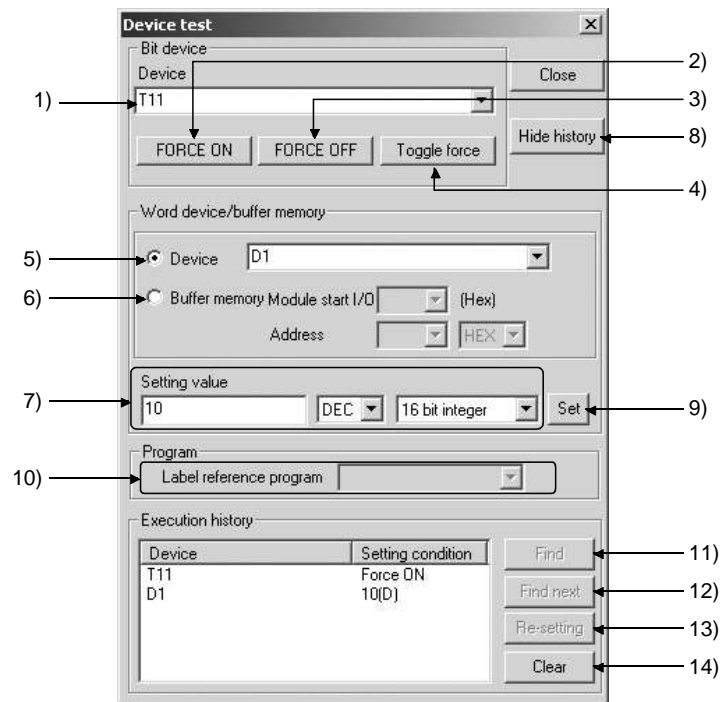 Device test
Bit device
Device
2)
Close
1)
T11
3)
FORCE ON FORCE OFF Toggle force
Hide history
8)
4)
Word device/buffer memory
5)
Device D1
6)
Buffer memory Module start I/O (Hex)
Address HEX
Setting value
7)
10 DEC 16 bit integer Set
9)
Program
10)
Label reference program
Execution history
Device Setting condition
Find
11)
T11 Force ON
D1 10(D)
Find next
12)
Re-setting
13)
Clear
14)